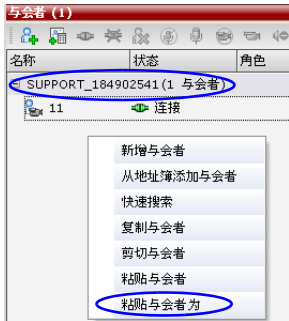 与会者 (1)
名称 状态 角色
SUPPORT_184902541(1 与会者)
11 连接
新增与会者
从地址簿添加与会者
快速搜索
复制与会者
剪切与会者
粘贴与会者
粘贴与会者为